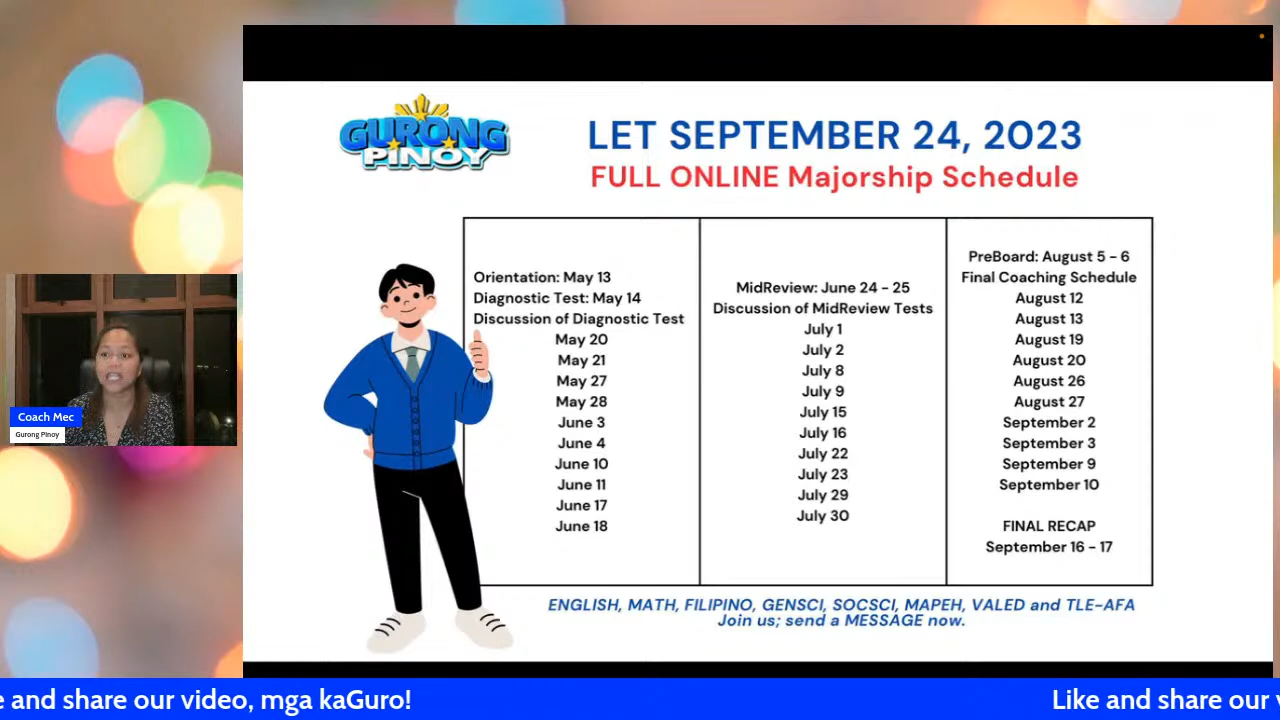 GURONG
PINOY
LET SEPTEMBER 24, 2023
FULL ONLINE Majorship Schedule
Orientation: May 13
Diagnostic Test: May 14
Discussion of Diagnostic Test
May 20
May 21
May 27
May 28
June 3
June 4
June 10
June 11
June 17
June 18
MidReview: June 24 - 25
Discussion of MidReview Tests
July 1
July 2
July 8
July 9
July 15
July 16
July 22
July 23
July 29
July 30
PreBoard: August 5 - 6
Final Coaching Schedule
August 12
August 13
August 19
August 20
August 26
August 27
September 2
September 3
September 9
September 10
FINAL RECAP
September 16 - 17
ENGLISH, MATH, FILIPINO, GENSCI, SOCSCI, MAPEH, VALED and TLE-AFA
Join us; send a MESSAGE now.
Coach Mec
Gurong Pinoy
e and share our video, mga kaGuro!
Like and share our v